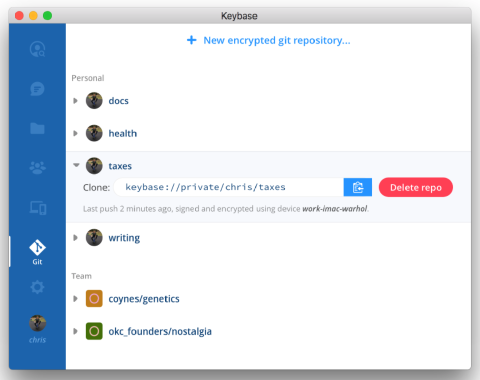 Keybase
+ New encrypted git repository...
Personal
docs
health
taxes
Clone: keybase://private/chris/taxes Delete repo
Last push 2 minutes ago, signed and encrypted using device work-imac-warhol.
writing
Git
Team
coynes/genetics
okc_founders/nostalgia
chris